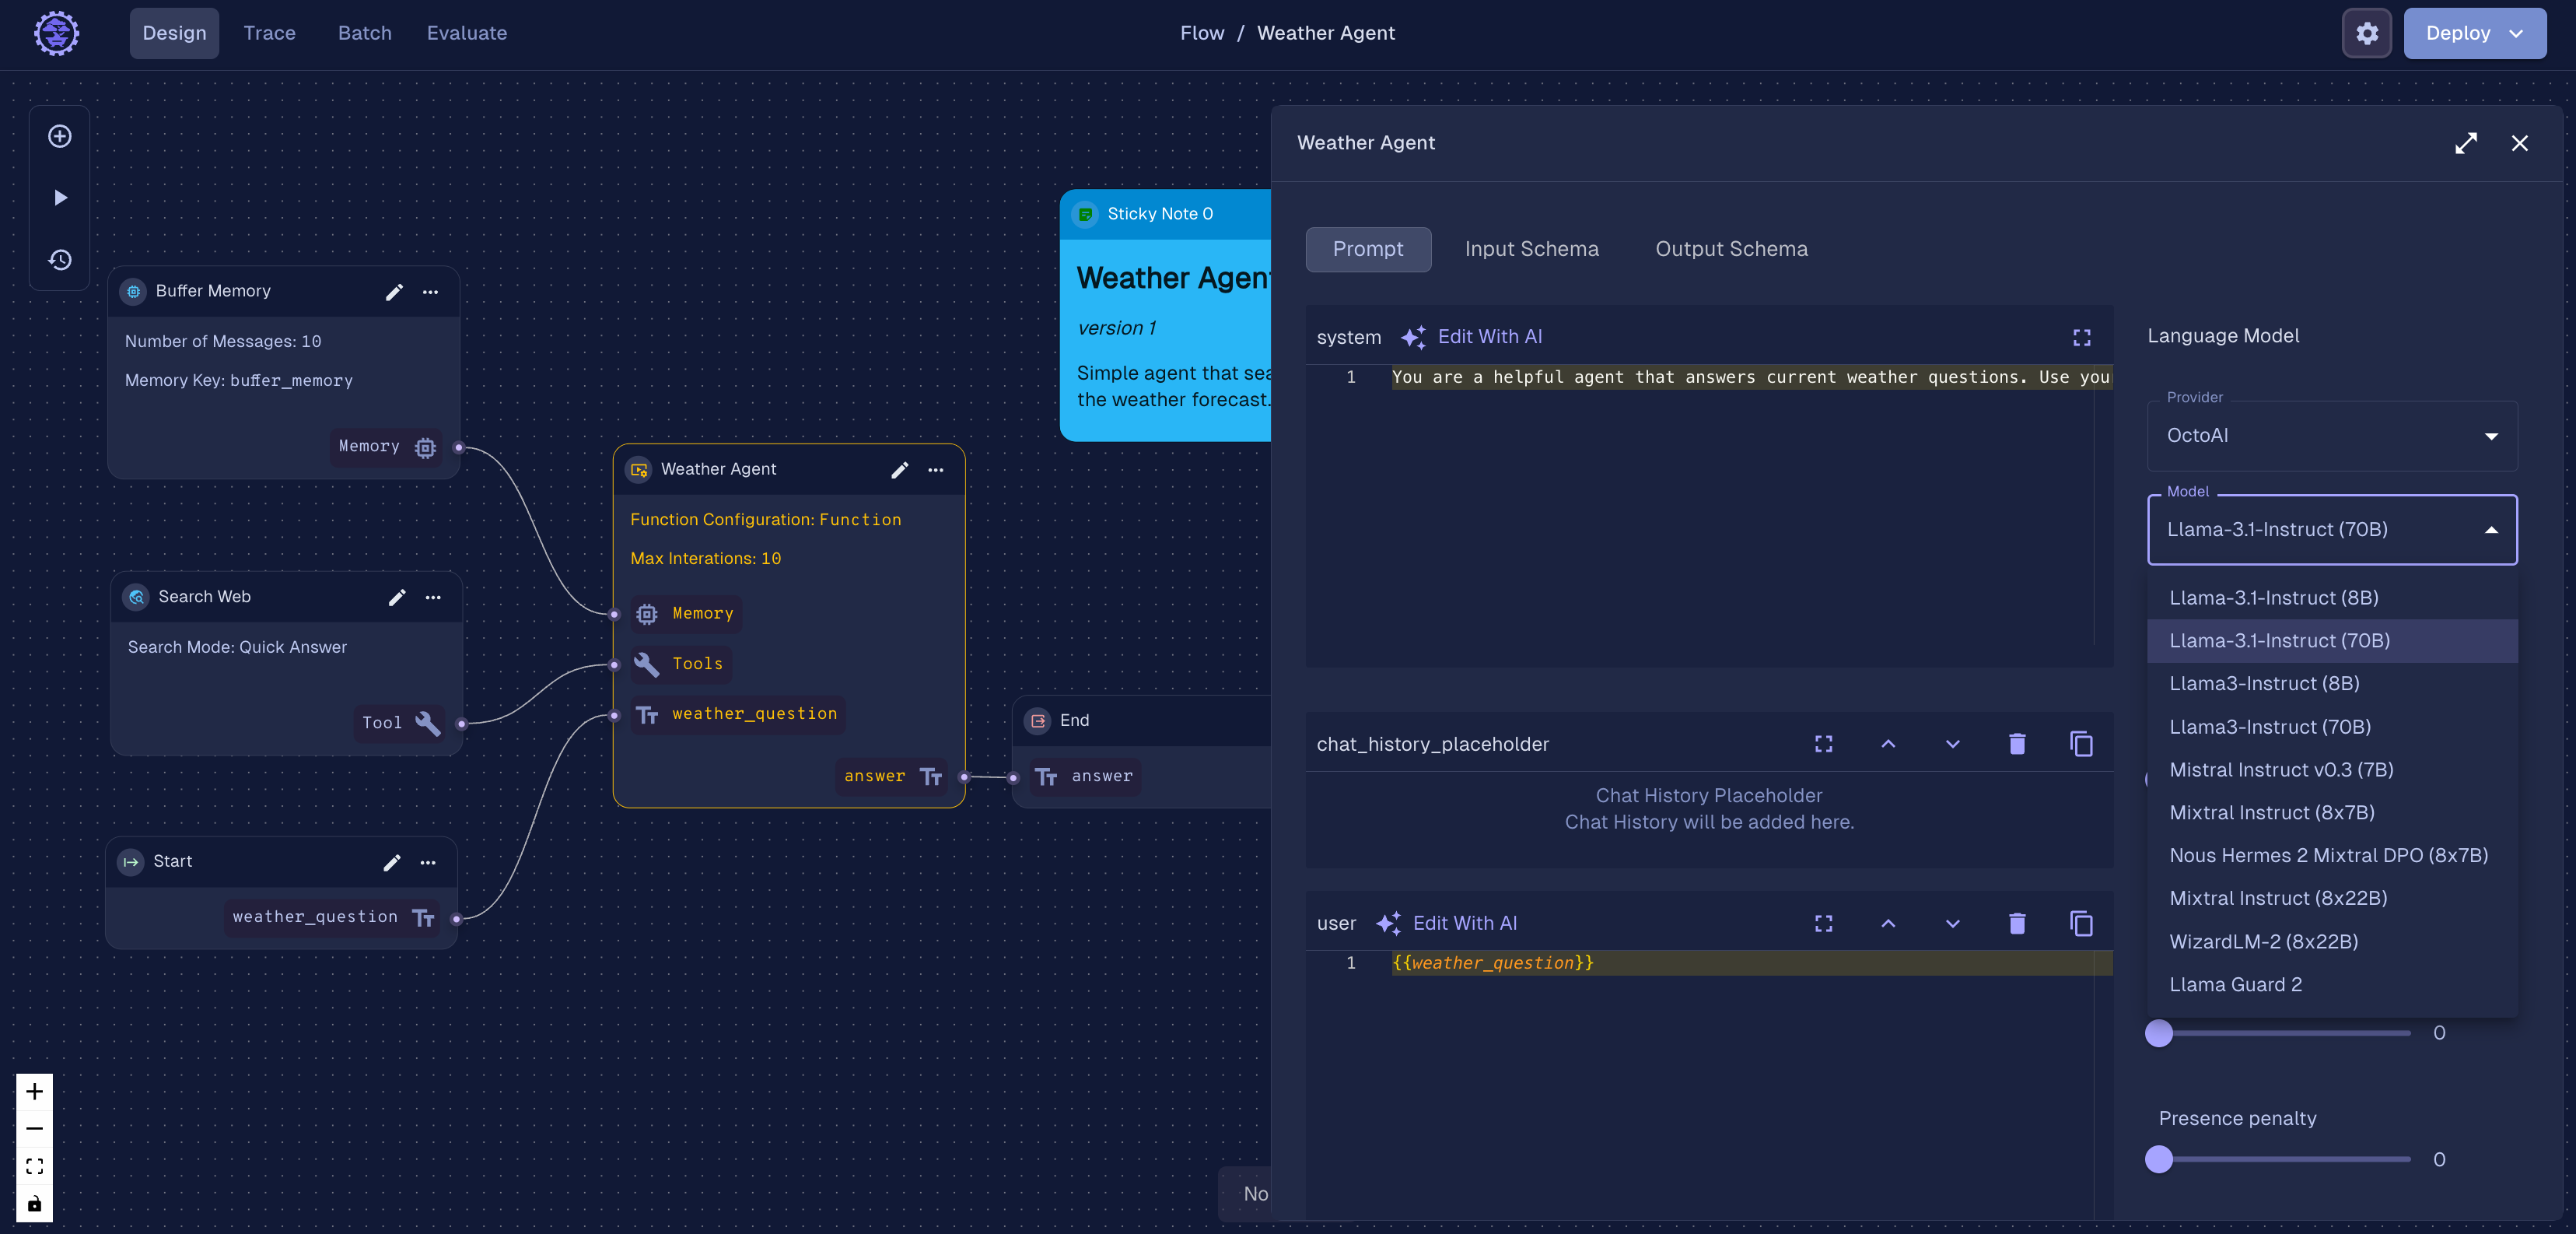 Design
Trace
Batch
Evaluate
Flow / Weather Agent
Deploy
Buffer Memory
Number of Messages: 10
Memory Key: buffer_memory
Memory
Search Web
Search Mode: Quick Answer
Tool
Start
weather_question
Weather Agent
Function Configuration: Function
Max Interations: 10
Memory
Tools
weather_question
answer
Sticky Note 0
Weather Agent
version 1
Simple agent that sea
the weather forecast.
End
answer
No
Weather Agent
Prompt
Input Schema
Output Schema
system
Edit With AI
1
You are a helpful agent that answers current weather questions. Use you
chat_history_placeholder
Chat History Placeholder
Chat History will be added here.
user
Edit With AI
1
{{weather_question}}
Language Model
Provider
OctoAI
Model
Llama-3.1-Instruct (70B)
Llama-3.1-Instruct (8B)
Llama-3.1-Instruct (70B)
Llama3-Instruct (8B)
Llama3-Instruct (70B)
Mistral Instruct v0.3 (7B)
Mixtral Instruct (8x7B)
Nous Hermes 2 Mixtral DPO (8x7B)
Mixtral Instruct (8x22B)
WizardLM-2 (8x22B)
Llama Guard 2
0
Presence penalty
0